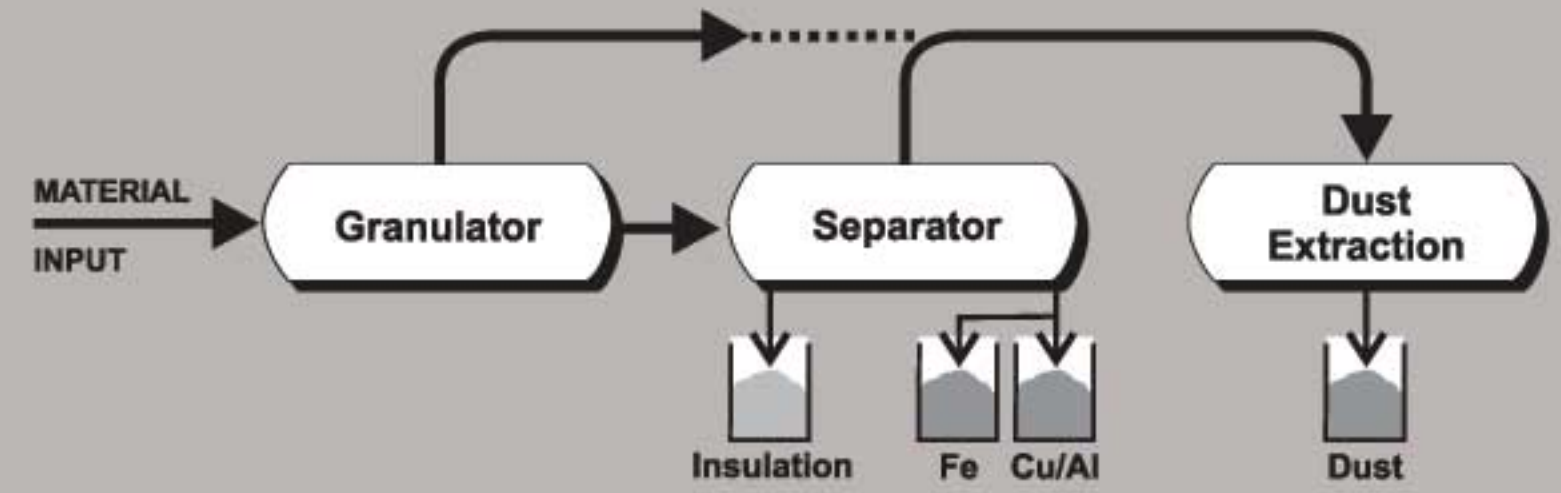 MATERIAL
INPUT
Granulator
Separator
Dust
Extraction
Insulation
Fe
Cu/Al
Dust